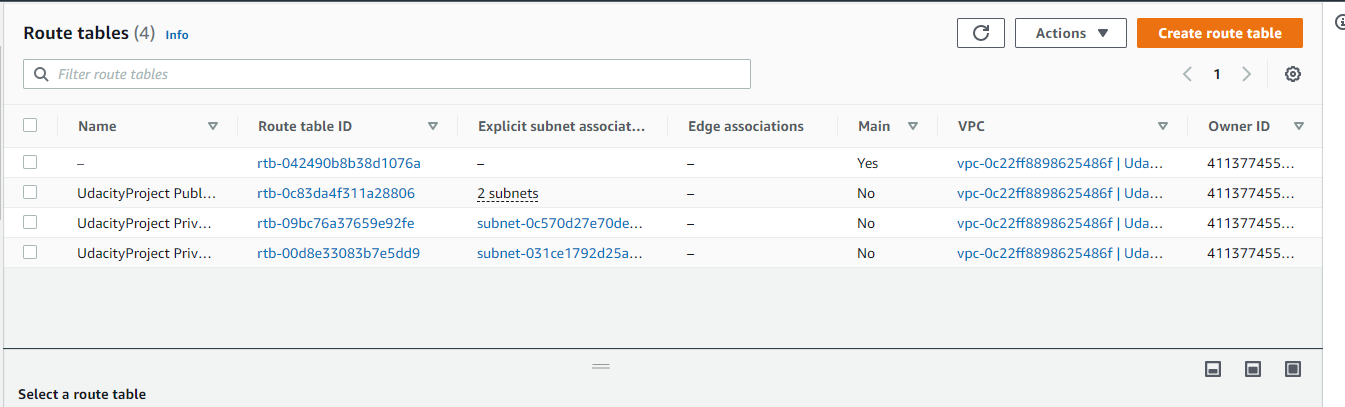 Route tables (4) Info
Actions
Create route table
Filter route tables
1
Name Route table ID Explicit subnet associat... Edge associations Main VPC Owner ID
– rtb-042490b8b38d1076a – – Yes vpc-0c22ff8898625486f | Uda... 411377455...
UdacityProject Publ... rtb-0c83da4f311a28806 2 subnets – No vpc-0c22ff8898625486f | Uda... 411377455...
UdacityProject Priv... rtb-09bc76a37659e92fe subnet-0c570d27e70de... – No vpc-0c22ff8898625486f | Uda... 411377455...
UdacityProject Priv... rtb-00d8e33083b7e5dd9 subnet-031ce1792d25a... – No vpc-0c22ff8898625486f | Uda... 411377455...
Select a route table